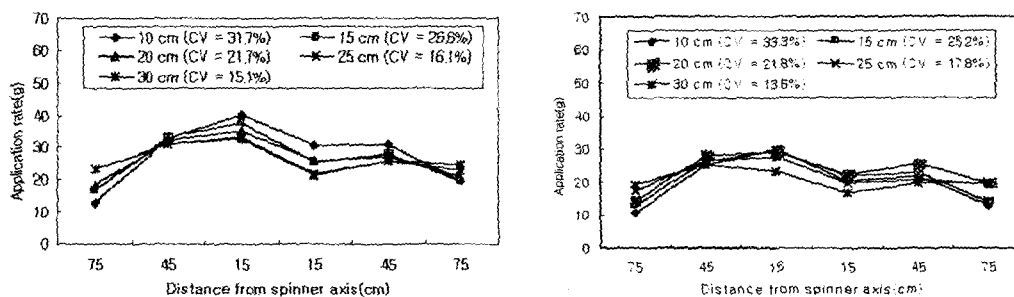 70
60
50
40
30
20
10
0
Application rate(g)
10 cm (CV = 31.7%)
15 cm (CV = 26.6%)
20 cm (CV = 21.7%)
25 cm (CV = 16.1%)
30 cm (CV = 15.1%)
75 45 15 15 45 75
Distance from spinner axis(cm)
70
60
50
40
30
20
10
0
Application rate(g)
10 cm (CV = 33.3%)
15 cm (CV = 25.2%)
20 cm (CV = 21.8%)
25 cm (CV = 17.8%)
30 cm (CV = 13.6%)
75 45 15 15 45 75
Distance from spinner axis(cm)